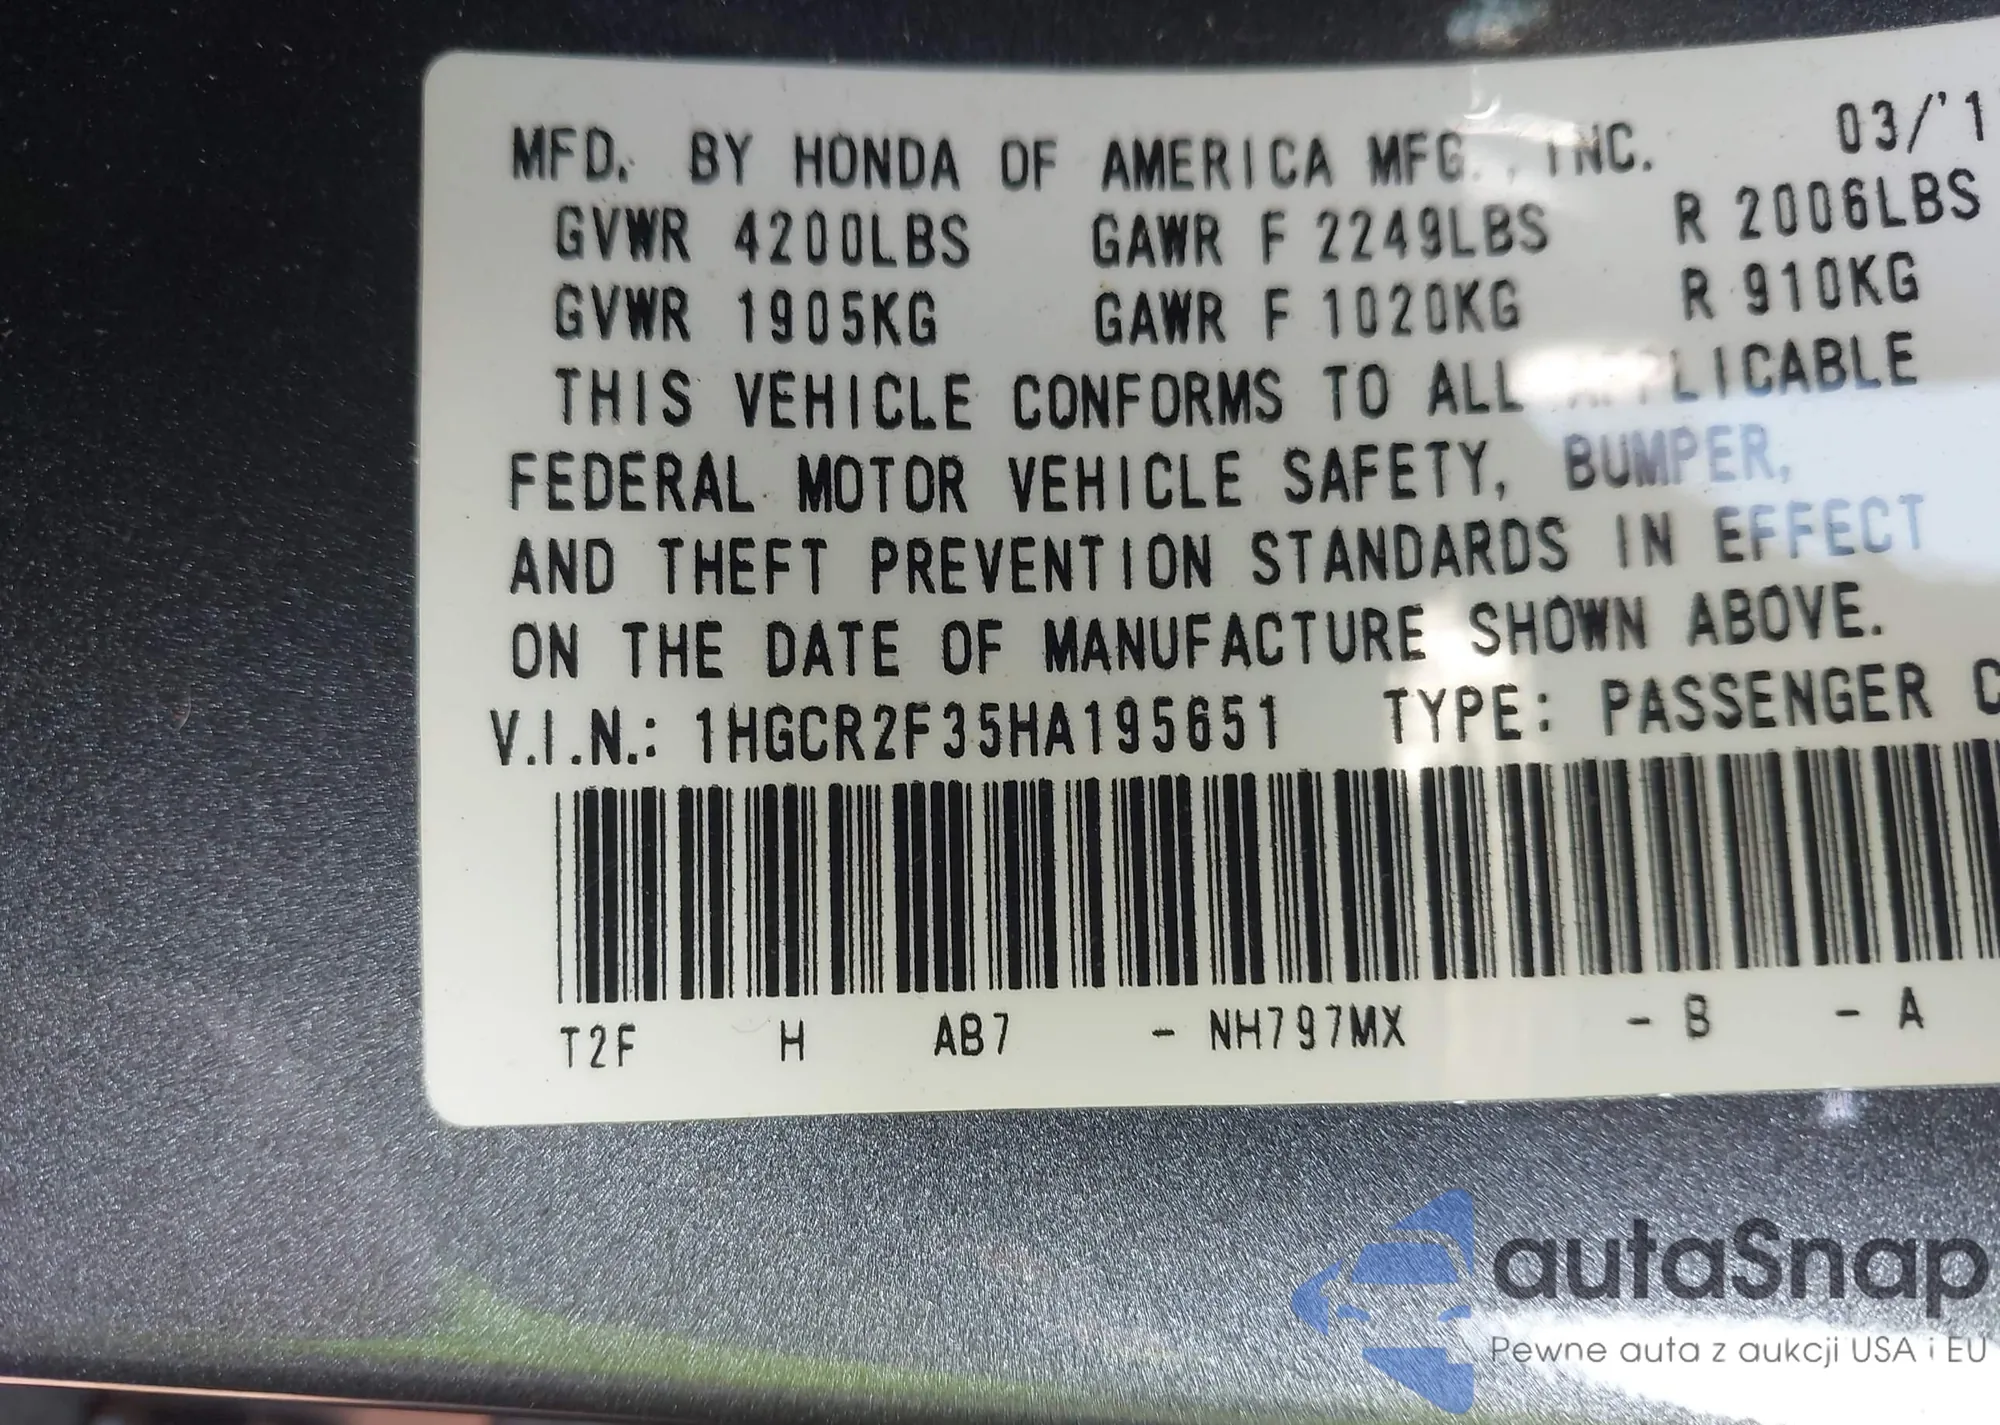 MFD. BY HONDA OF AMERICA MFG., INC. 03/'1
GVWR 4200LBS GAWR F 2249LBS R 2006LBS
GVWR 1905KG GAWR F 1020KG R 910KG
THIS VEHICLE CONFORMS TO ALL APPLICABLE
FEDERAL MOTOR VEHICLE SAFETY, BUMPER,
AND THEFT PREVENTION STANDARDS IN EFFECT
ON THE DATE OF MANUFACTURE SHOWN ABOVE.
V.I.N.: 1HGCR2F35HA195651 TYPE: PASSENGER C
T2F H AB7 - NH797MX - B - A
autaSnap
Pewne auta z aukcji USA i EU